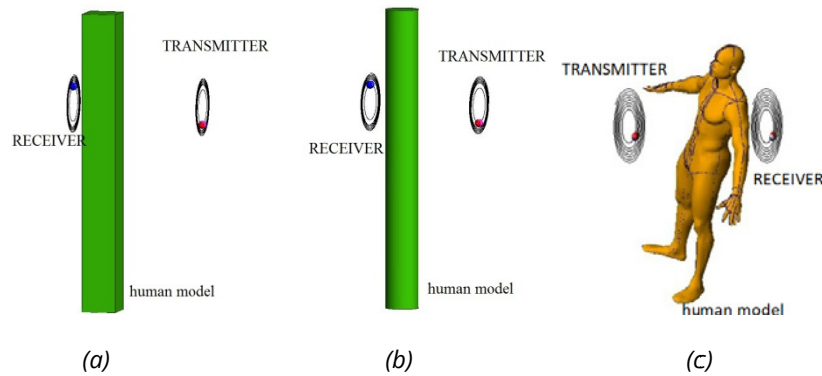 TRANSMITTER
RECEIVER
human model
(a)
TRANSMITTER
RECEIVER
human model
(b)
TRANSMITTER
RECEIVER
human model
(c)